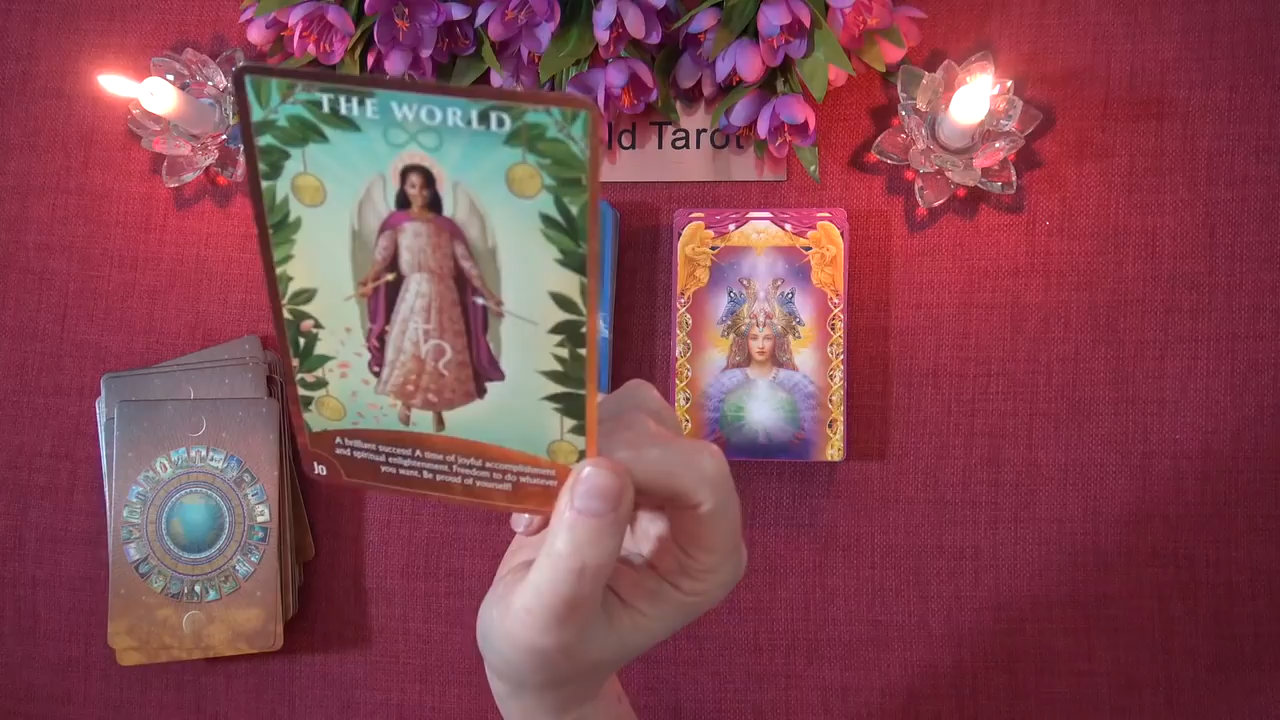 THE WORLD
ld Tarot
A brilliant success! A time of joyful accomplishment
and spiritual enlightenment. Freedom to do whatever
you want. Be proud of yourself!
Jo